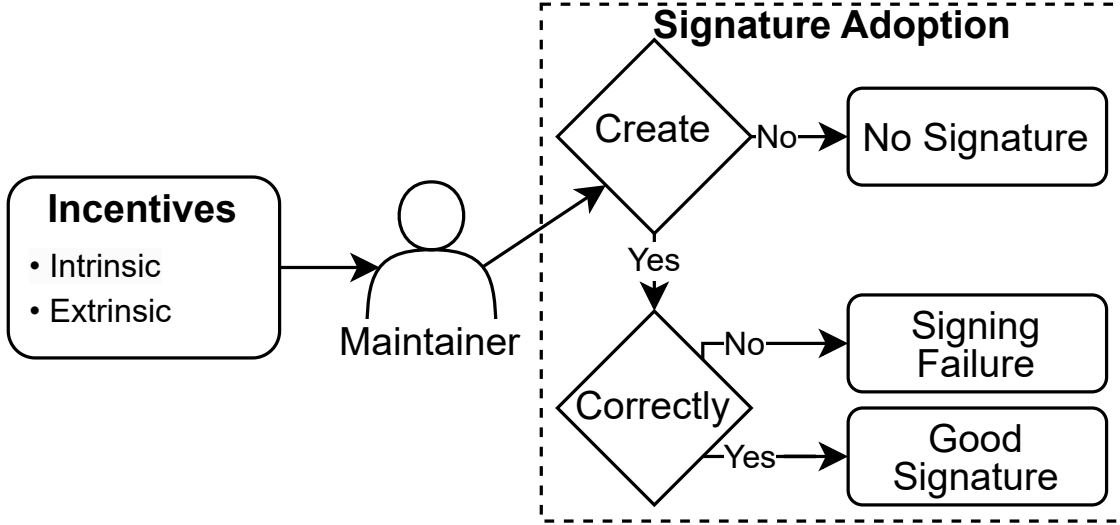 Signature Adoption
Incentives
• Intrinsic
• Extrinsic
Maintainer
Create
No
No Signature
Yes
Correctly
No
Signing
Failure
Yes
Good
Signature